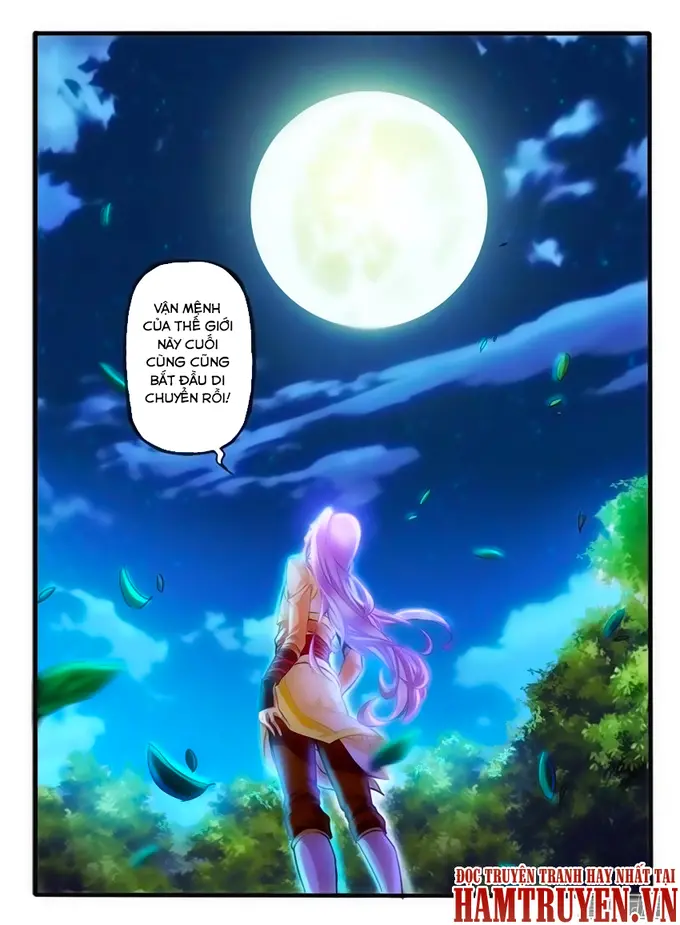 VẬN MỆNH
CỦA THẾ GIỚI
NÀY CUỐI
CÙNG CŨNG
BẮT ĐẦU DI
CHUYỂN RỒI!
ĐỌC TRUYỆN TRANH HAY NHẤT TẠI
HAMTRUYEN.VN